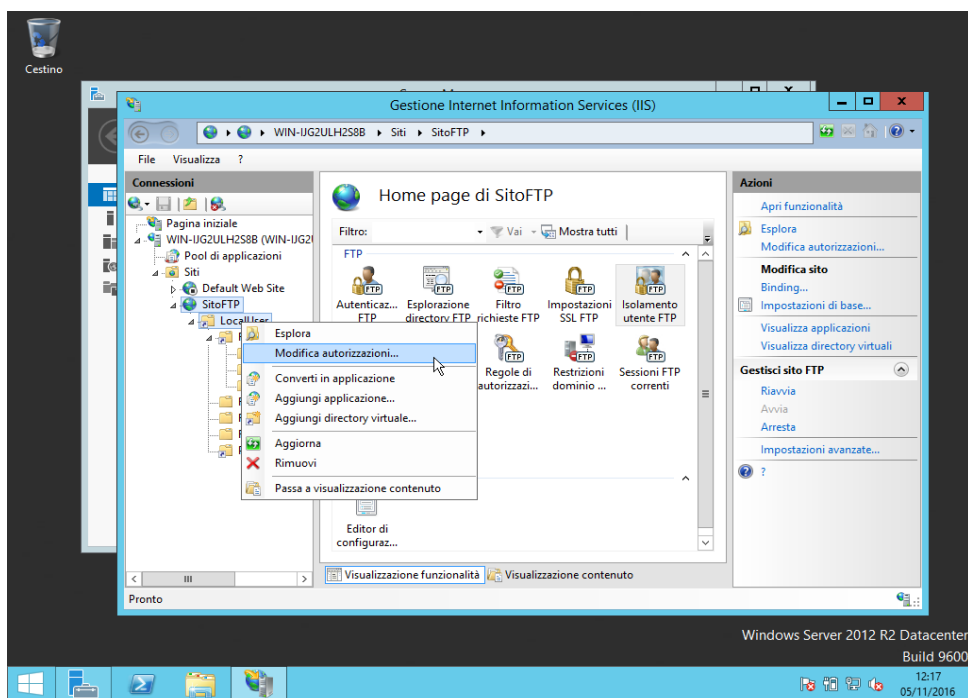 Cestino
Gestione Internet Information Services (IIS)
WIN-IJG2ULH2S8B
Siti
SitoFTP
File Visualizza ?
Connessioni
Pagina iniziale
WIN-IJG2ULH2S8B (WIN-IJG2
Pool di applicazioni
Siti
Default Web Site
SitoFTP
LocalUser
Esplora
Modifica autorizzazioni...
Converti in applicazione
Aggiungi applicazione...
Aggiungi directory virtuale...
Aggiorna
Rimuovi
Passa a visualizzazione contenuto
Home page di SitoFTP
Filtro: Vai Mostra tutti
FTP
Autenticaz... FTP
Esplorazione directory FTP
Filtro richieste FTP
Impostazioni SSL FTP
Isolamento utente FTP
Regole di autorizzazi...
Restrizioni dominio ...
Sessioni FTP correnti
Editor di configuraz...
Visualizzazione funzionalità Visualizzazione contenuto
Azioni
Apri funzionalità
Esplora
Modifica autorizzazioni...
Modifica sito
Binding...
Impostazioni di base...
Visualizza applicazioni
Visualizza directory virtuali
Gestisci sito FTP
Riavvia
Avvia
Arresta
Impostazioni avanzate...
?
Pronto
Windows Server 2012 R2 Datacenter
Build 9600
12:17
05/11/2016